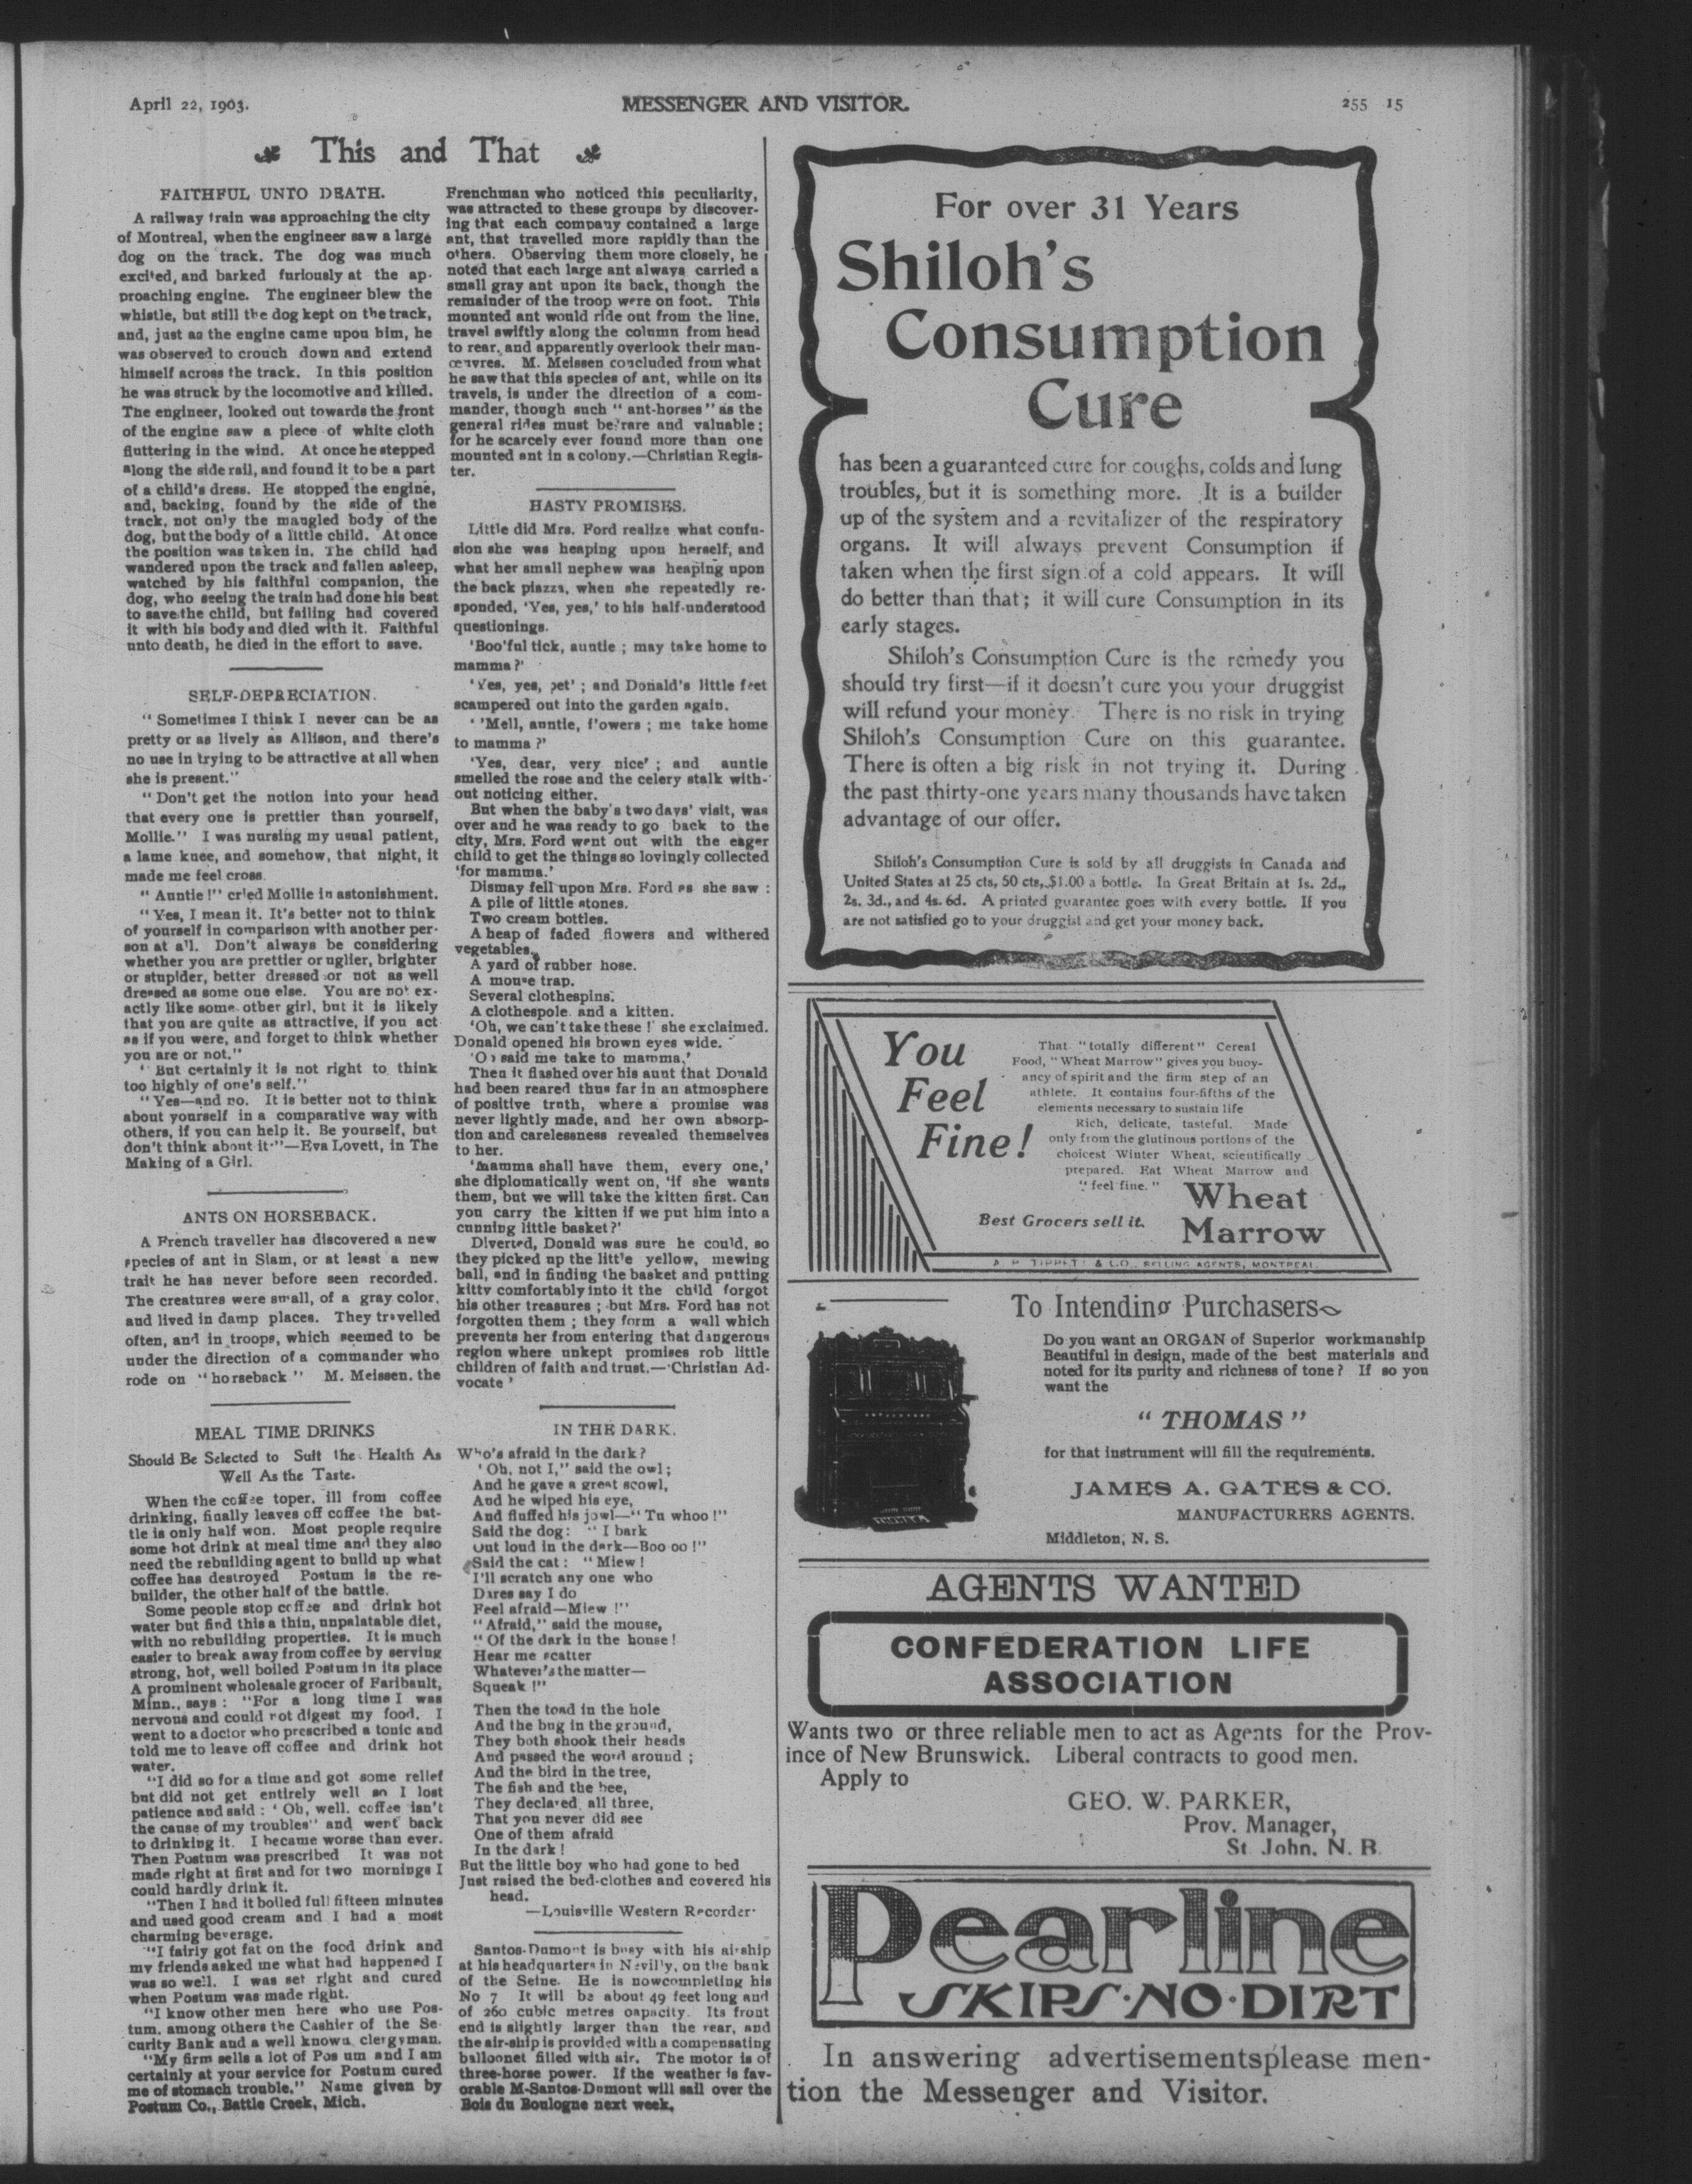 April 22, 1903.
MESSENGER AND VISITOR.
255 15
This and That
FAITHFUL UNTO DEATH.
A railway train was approaching the city
of Montreal, when the engineer saw a large
dog on the track. The dog was much
excited, and barked furiously at the ap-
proaching engine. The engineer blew the
whistle, but still the dog kept on the track,
and, just as the engine came upon him, he
was observed to crouch down and extend
himself across the track. In this position
he was struck by the locomotive and killed.
The engineer, looked out towards the front
of the engine saw a piece of white cloth
fluttering in the wind. At once he stepped
along the side rail, and found it to be a part
of a child's dress. He stopped the engine,
and, backing, found by the side of the
track, not only the mangled body of the
dog, but the body of a little child. At once
the position was taken in. The child had
wandered upon the track and fallen asleep,
watched by his faithful companion, the
dog, who seeing the train had done his best
to save the child, but failing had covered
it with his body and died with it. Faithful
unto death, he died in the effort to save.
SELF-DEPRECIATION.
"Sometimes I think I never can be as
pretty or as lively as Allison, and there's
no use in trying to be attractive at all when
she is present."
"Don't get the notion into your head
that every one is prettier than yourself,
Mollie." I was nursing my usual patient,
a lame knee, and somehow, that night, it
made me feel cross.
"Auntie!" cried Mollie in astonishment.
"Yes, I mean it. It's better not to think
of yourself in comparison with another per-
son at all. Don't always be considering
whether you are prettier or uglier, brighter
or stupider, better dressed or not as well
dressed as some one else. You are not ex-
actly like some other girl, but it is likely
that you are quite as attractive, if you act
as if you were, and forget to think whether
you are or not."
"But certainly it is not right to think
too highly of one's self."
"Yes—and no. It is better not to think
about yourself in a comparative way with
others, if you can help it. Be yourself, but
don't think about it."—Eva Lovett, in The
Making of a Girl.
ANTS ON HORSEBACK.
A French traveller has discovered a new
species of ant in Siam, or at least a new
trait he has never before seen recorded.
The creatures were small, of a gray color,
and lived in damp places. They travelled
often, and in troops, which seemed to be
under the direction of a commander who
rode on "horseback" M. Meissen. the
Frenchman who noticed this peculiarity,
was attracted to these groups by discover-
ing that each company contained a large
ant, that travelled more rapidly than the
others. Observing them more closely, he
noted that each large ant always carried a
small gray ant upon its back, though the
remainder of the troop were on foot. This
mounted ant would ride out from the line,
travel swiftly along the column from head
to rear, and apparently overlook their man-
œuvres. M. Meissen concluded from what
he saw that this species of ant, while on its
travels, is under the direction of a com-
mander, though such "ant-horses" as the
general rides must be rare and valuable;
for he scarcely ever found more than one
mounted ant in a colony.—Christian Regis-
ter.
HASTY PROMISES.
Little did Mrs. Ford realize what confu-
sion she was heaping upon herself, and
what her small nephew was heaping upon
the back piazza, when she repeatedly re-
sponded, 'Yes, yes,' to his half-understood
questionings.
'Boo'ful tick, auntie; may take home to
mamma?'
'Yes, yes, pet'; and Donald's little feet
scampered out into the garden again.
''Mell, auntie, f'owers; me take home
to mamma?'
'Yes, dear, very nice'; and auntie
smelled the rose and the celery stalk with-
out noticing either.
But when the baby's two days' visit, was
over and he was ready to go back to the
city, Mrs. Ford went out with the eager
child to get the things so lovingly collected
'for mamma.'
Dismay fell upon Mrs. Ford as she saw:
A pile of little stones.
Two cream bottles.
A heap of faded flowers and withered
vegetables.
A yard of rubber hose.
A mouse trap.
Several clothespins.
A clothespole and a kitten.
'Oh, we can't take these!' she exclaimed.
Donald opened his brown eyes wide.
'Oo said me take to mamma.'
Then it flashed over his aunt that Donald
had been reared thus far in an atmosphere
of positive truth, where a promise was
never lightly made, and her own absorp-
tion and carelessness revealed themselves
to her.
'Mamma shall have them, every one,'
she diplomatically went on, 'if she wants
them, but we will take the kitten first. Can
you carry the kitten if we put him into a
cunning little basket?'
Diverted, Donald was sure he could, so
they picked up the little yellow, mewing
ball, and in finding the basket and putting
kitty comfortably into it the child forgot
his other treasures; but Mrs. Ford has not
forgotten them; they form a wall which
prevents her from entering that dangerous
region where unkept promises rob little
children of faith and trust.—'Christian Ad-
vocate'
MEAL TIME DRINKS
Should Be Selected to Suit the Health As
Well As the Taste.
When the coffee toper, ill from coffee
drinking, finally leaves off coffee the bat-
tle is only half won. Most people require
some hot drink at meal time and they also
need the rebuilding agent to build up what
coffee has destroyed Postum is the re-
builder, the other half of the battle.
Some people stop coffee and drink hot
water but find this a thin, unpalatable diet,
with no rebuilding properties. It is much
easier to break away from coffee by serving
strong, hot, well boiled Postum in its place
A prominent wholesale grocer of Faribault,
Minn., says: "For a long time I was
nervous and could not digest my food. I
went to a doctor who prescribed a tonic and
told me to leave off coffee and drink hot
water.
"I did so for a time and got some relief
but did not get entirely well so I lost
patience and said: 'Oh, well. coffee isn't
the cause of my troubles" and went back
to drinking it. I became worse than ever.
Then Postum was prescribed It was not
made right at first and for two mornings I
could hardly drink it.
"Then I had it boiled full fifteen minutes
and used good cream and I had a most
charming beverage.
"I fairly got fat on the food drink and
my friends asked me what had happened I
was so well. I was set right and cured
when Postum was made right.
"I know other men here who use Pos-
tum, among others the Cashier of the Se-
curity Bank and a well known clergyman.
"My firm sells a lot of Pos um and I am
certainly at your service for Postum cured
me of stomach trouble." Name given by
Postum Co., Battle Creek, Mich.
IN THE DARK.
Who's afraid in the dark?
'Oh, not I," said the owl;
And he gave a great scowl,
And he wiped his eye,
And fluffed his jowl—"Tu whoo!"
Said the dog: "I bark
Out loud in the dark—Boo oo!"
Said the cat: "Miew!
I'll scratch any one who
Dares say I do
Feel afraid—Miew!"
"Afraid," said the mouse,
"Of the dark in the house!
Hear me scatter
Whatever's the matter—
Squeak!"
Then the toad in the hole
And the bug in the ground,
They both shook their heads
And passed the word around;
And the bird in the tree,
The fish and the bee,
They declared all three,
That you never did see
One of them afraid
In the dark!
But the little boy who had gone to bed
Just raised the bed-clothes and covered his
head.
—Louisville Western Recorder.
Santos-Dumont is busy with his airship
at his headquarters in Nevilly, on the bank
of the Seine. He is nowcompleting his
No 7 It will be about 49 feet long and
of 260 cubic metres capacity. Its front
end is slightly larger than the rear, and
the air-ship is provided with a compensating
balloonet filled with air. The motor is of
three-horse power. If the weather is fav-
orable M-Santos-Dumont will sail over the
Bois du Boulogne next week.
For over 31 Years
Shiloh's
Consumption
Cure
has been a guaranteed cure for coughs, colds and lung
troubles, but it is something more. It is a builder
up of the system and a revitalizer of the respiratory
organs. It will always prevent Consumption if
taken when the first sign of a cold appears. It will
do better than that; it will cure Consumption in its
early stages.
Shiloh's Consumption Cure is the remedy you
should try first—if it doesn't cure you your druggist
will refund your money. There is no risk in trying
Shiloh's Consumption Cure on this guarantee.
There is often a big risk in not trying it. During
the past thirty-one years many thousands have taken
advantage of our offer.
Shiloh's Consumption Cure is sold by all druggists in Canada and
United States at 25 cts, 50 cts, $1.00 a bottle. In Great Britain at 1s. 2d.,
2s. 3d., and 4s. 6d. A printed guarantee goes with every bottle. If you
are not satisfied go to your druggist and get your money back.
You
Feel
Fine!
That "totally different" Cereal
Food, "Wheat Marrow" gives you buoy-
ancy of spirit and the firm step of an
athlete. It contains four-fifths of the
elements necessary to sustain life
Rich, delicate, tasteful. Made
only from the glutinous portions of the
choicest Winter Wheat, scientifically
prepared. Eat Wheat Marrow and
"feel fine."
Wheat
Marrow
Best Grocers sell it.
A. P. TIPPETT & CO., SELLING AGENTS, MONTREAL.
To Intending Purchasers
Do you want an ORGAN of Superior workmanship
Beautiful in design, made of the best materials and
noted for its purity and richness of tone? If so you
want the
"THOMAS"
for that instrument will fill the requirements.
JAMES A. GATES & CO.
MANUFACTURERS AGENTS.
Middleton, N. S.
AGENTS WANTED
CONFEDERATION LIFE
ASSOCIATION
Wants two or three reliable men to act as Agents for the Prov-
ince of New Brunswick. Liberal contracts to good men.
Apply to
GEO. W. PARKER,
Prov. Manager,
St. John, N. B.
Pearline
SKIPS·NO·DIRT
In answering advertisementsplease men-
tion the Messenger and Visitor.